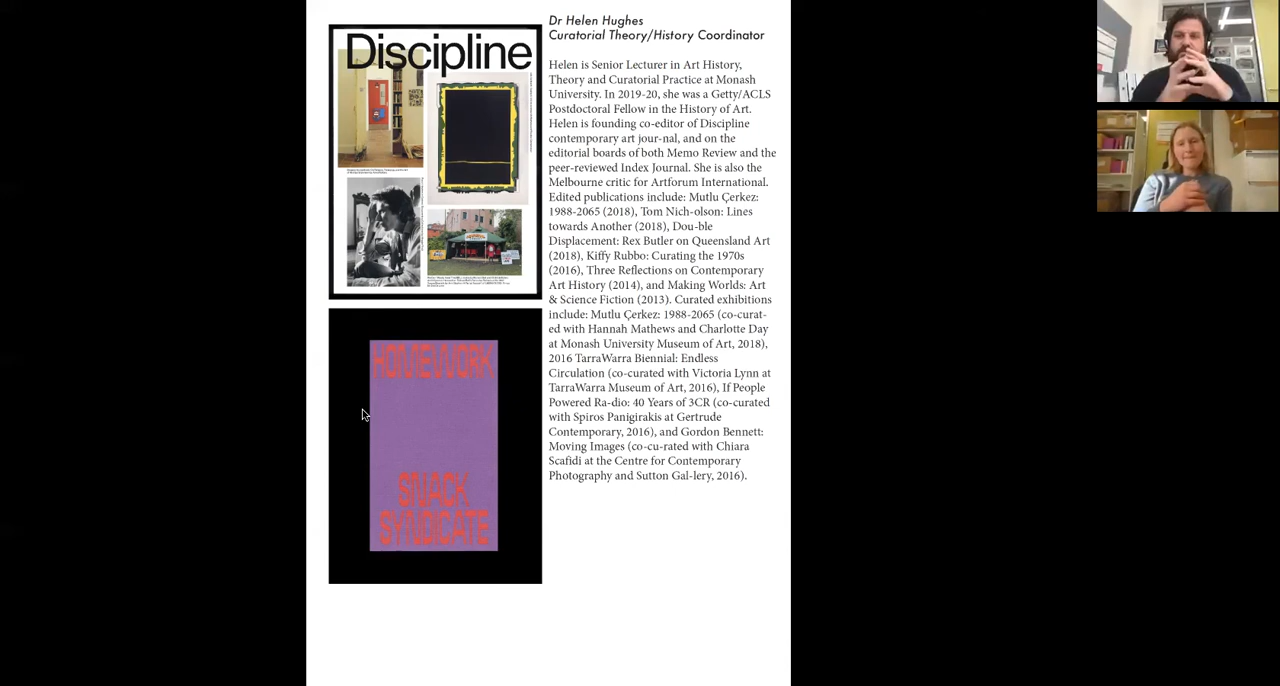 Discipline
HOMEWORK
SNACK
SYNDICATE
Dr Helen Hughes
Curatorial Theory/History Coordinator
Helen is Senior Lecturer in Art History,
Theory and Curatorial Practice at Monash
University. In 2019-20, she was a Getty/ACLS
Postdoctoral Fellow in the History of Art.
Helen is founding co-editor of Discipline
contemporary art jour-nal, and on the
editorial boards of both Memo Review and the
peer-reviewed Index Journal. She is also the
Melbourne critic for Artforum International.
Edited publications include: Mutlu Çerkez:
1988-2065 (2018), Tom Nich-olson: Lines
towards Another (2018), Dou-ble
Displacement: Rex Butler on Queensland Art
(2018), Kiffy Rubbo: Curating the 1970s
(2016), Three Reflections on Contemporary
Art History (2014), and Making Worlds: Art
& Science Fiction (2013). Curated exhibitions
include: Mutlu Çerkez: 1988-2065 (co-curat-
ed with Hannah Mathews and Charlotte Day
at Monash University Museum of Art, 2018),
2016 TarraWarra Biennial: Endless
Circulation (co-curated with Victoria Lynn at
TarraWarra Museum of Art, 2016), If People
Powered Ra-dio: 40 Years of 3CR (co-curated
with Spiros Panigirakis at Gertrude
Contemporary, 2016), and Gordon Bennett:
Moving Images (co-cu-rated with Chiara
Scafidi at the Centre for Contemporary
Photography and Sutton Gal-lery, 2016).